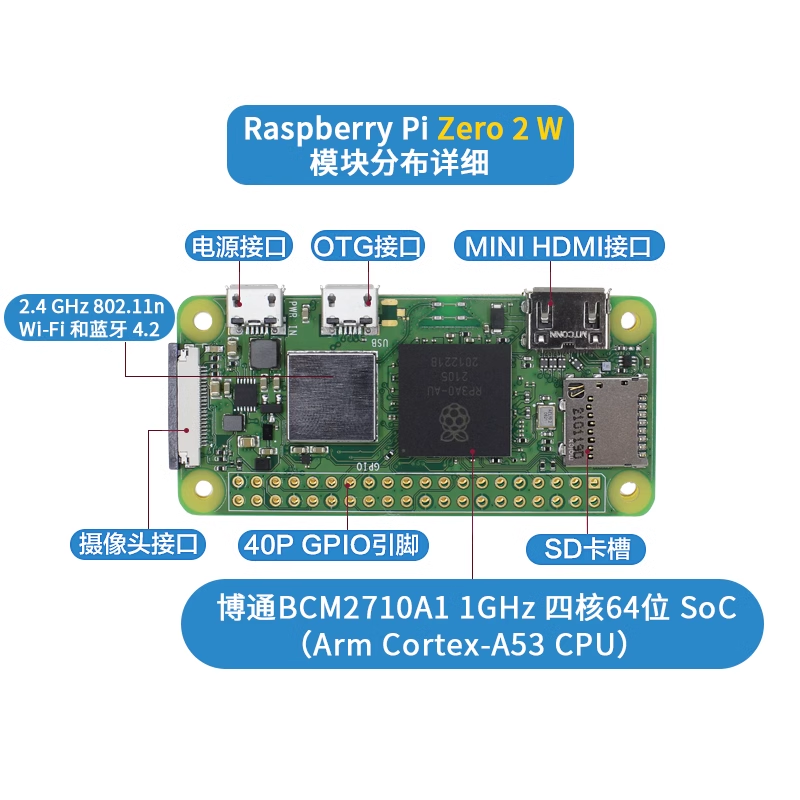 Raspberry Pi Zero 2 W
模块分布详细
电源接口
OTG接口
MINI HDMI接口
2.4 GHz 802.11n
Wi-Fi 和蓝牙 4.2
PWR IN
USB
MTCONN
2012218
2105
RP3A0-AU
210119D
GPIO
摄像头接口
40P GPIO引脚
SD卡槽
博通BCM2710A1 1GHz 四核64位 SoC
（Arm Cortex-A53 CPU）